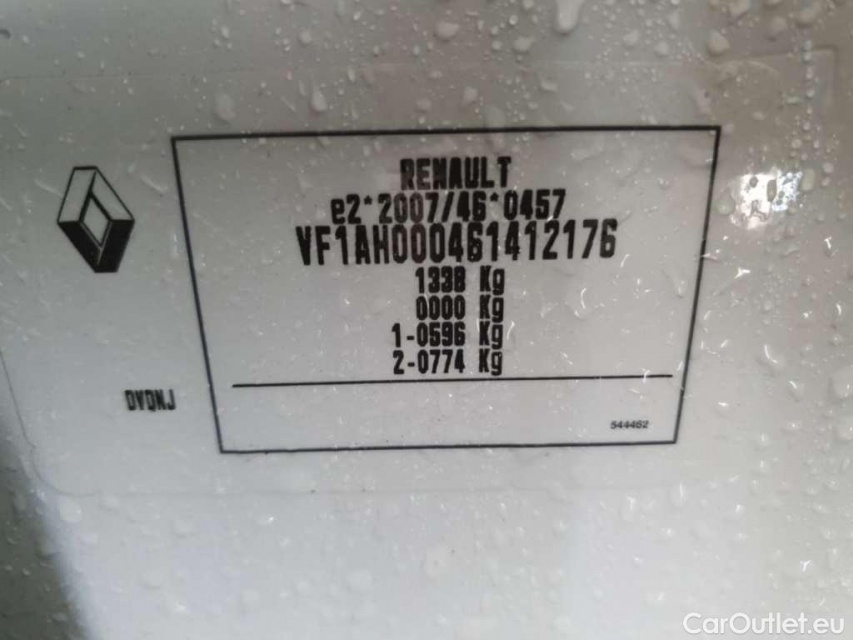 RENAULT
e2*2007/46*0457
VF1AH000461412176
1338 Kg
0000 Kg
1-0596 Kg
2-0774 Kg
544462
CarOutlet.eu